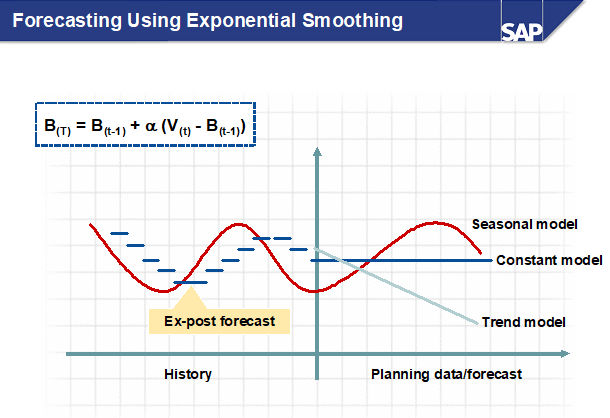 Forecasting Using Exponential Smoothing
SAP
B(T) = B(t-1) + α (V(t) - B(t-1))
Seasonal model
Constant model
Ex-post forecast
Trend model
History
Planning data/forecast